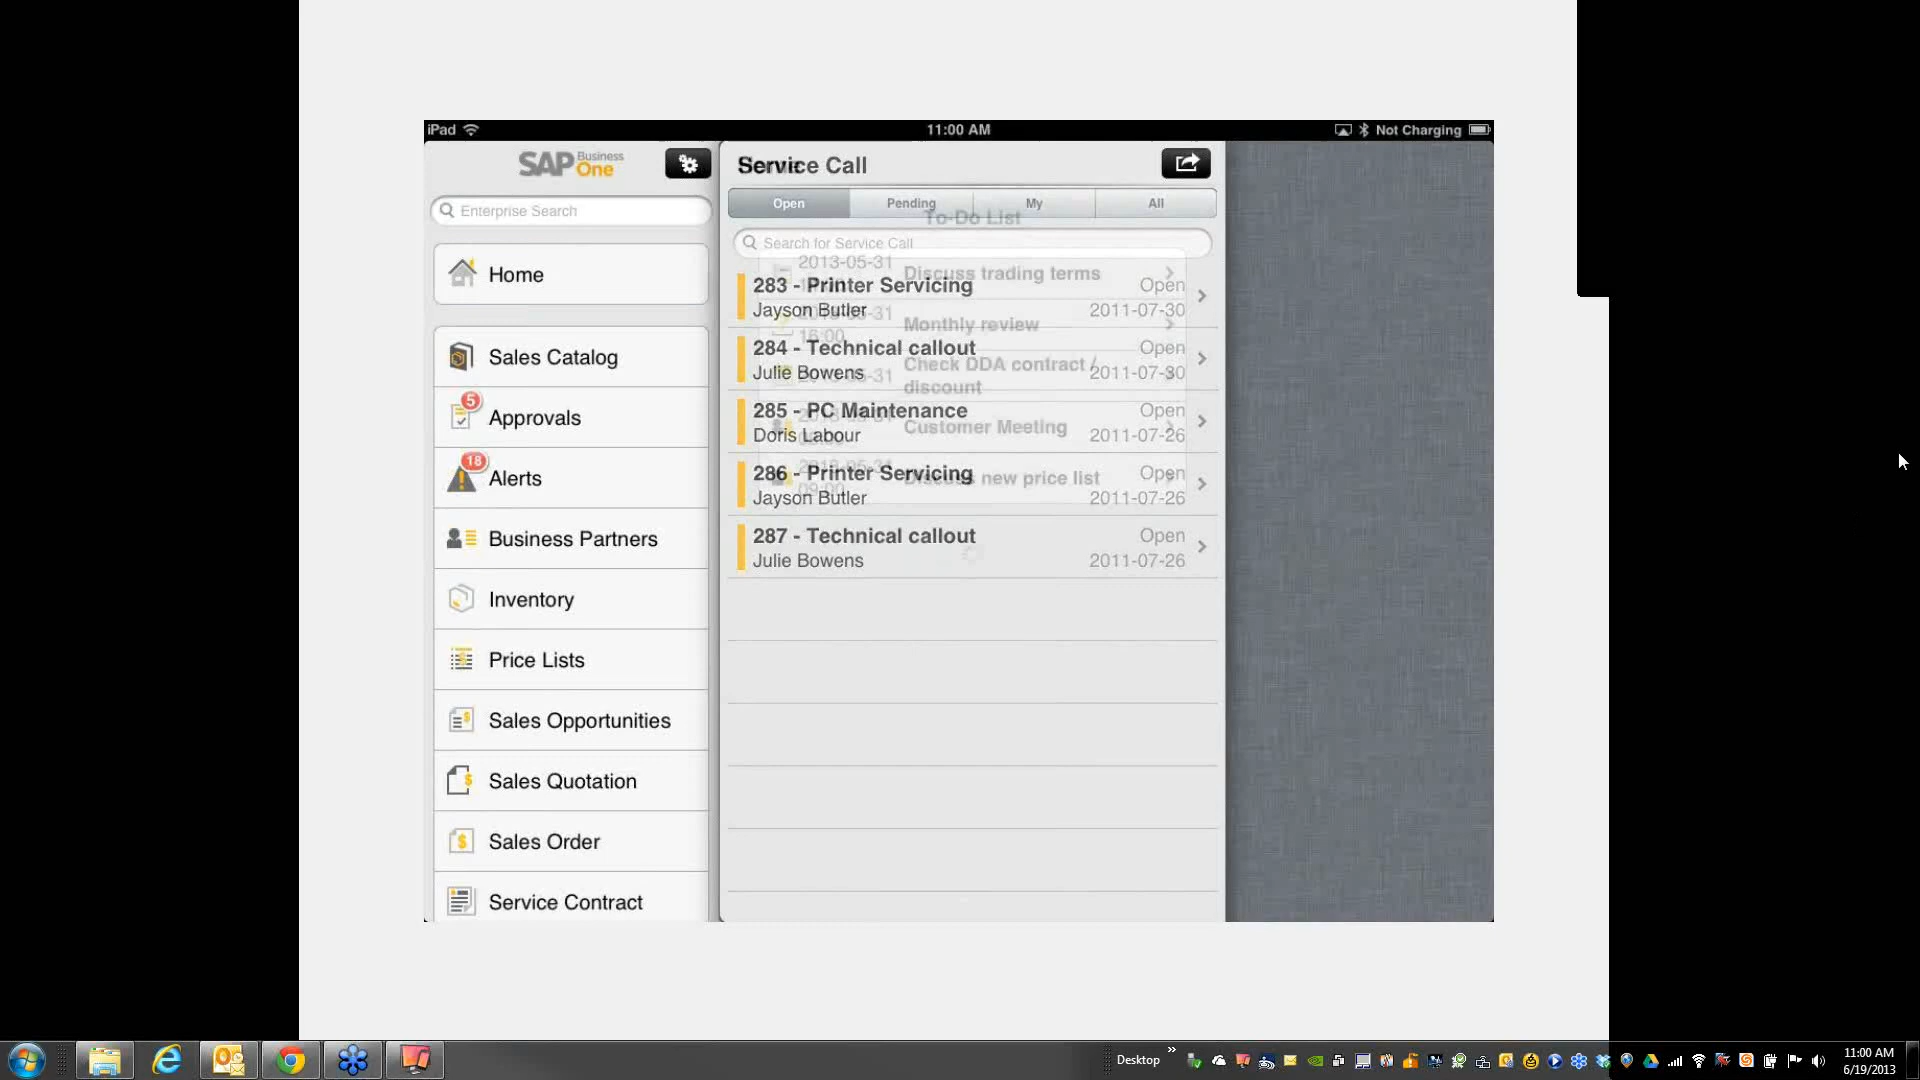 iPad
11:00 AM
Not Charging
SAP Business One
Enterprise Search
Home
Sales Catalog
5
Approvals
18
Alerts
Business Partners
Inventory
Price Lists
Sales Opportunities
Sales Quotation
Sales Order
Service Contract
Service Call
Open Pending My All
To-Do List
Search for Service Call
2013-05-31
Discuss trading terms
283 - Printer Servicing Open
Jayson Butler 2011-07-30
Monthly review
16:00
284 - Technical callout Open
Check DDA contract /
discount
Julie Bowens 2011-07-30
285 - PC Maintenance Open
Customer Meeting
Doris Labour 2011-07-26
286 - Printer Servicing Open
new price list
09:00
Jayson Butler 2011-07-26
287 - Technical callout Open
Julie Bowens 2011-07-26
Desktop
11:00 AM
6/19/2013